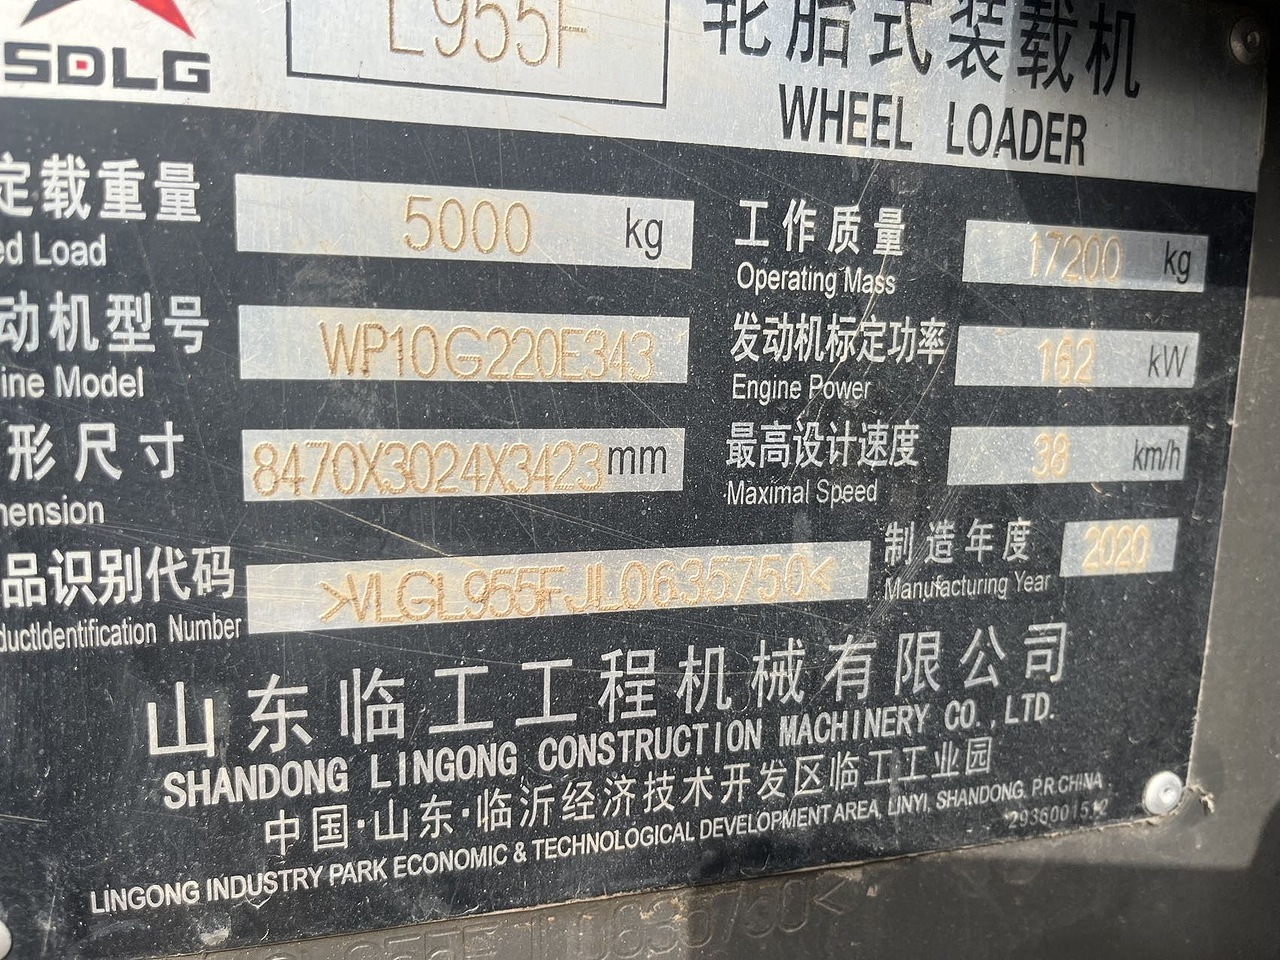 SDLG
L955F
轮胎式装载机
WHEEL LOADER
定载重量 5000 kg
ed Load
工作质量 17200 kg
Operating Mass
动机型号 WP10G220E343
ine Model
发动机标定功率 162 kW
Engine Power
形尺寸 8470X3024X3423mm
mension
最高设计速度 38 km/h
Maximal Speed
品识别代码 >VLGL955FJL0635750<
ductIdentification Number
制造年度 2020
Manufacturing Year
山东临工工程机械有限公司
SHANDONG LINGONG CONSTRUCTION MACHINERY CO.,LTD.
中国·山东·临沂经济技术开发区临工工业园
LINGONG INDUSTRY PARK ECONOMIC & TECHNOLOGICAL DEVELOPMENT AREA, LINYI, SHANDONG, P.R.CHINA